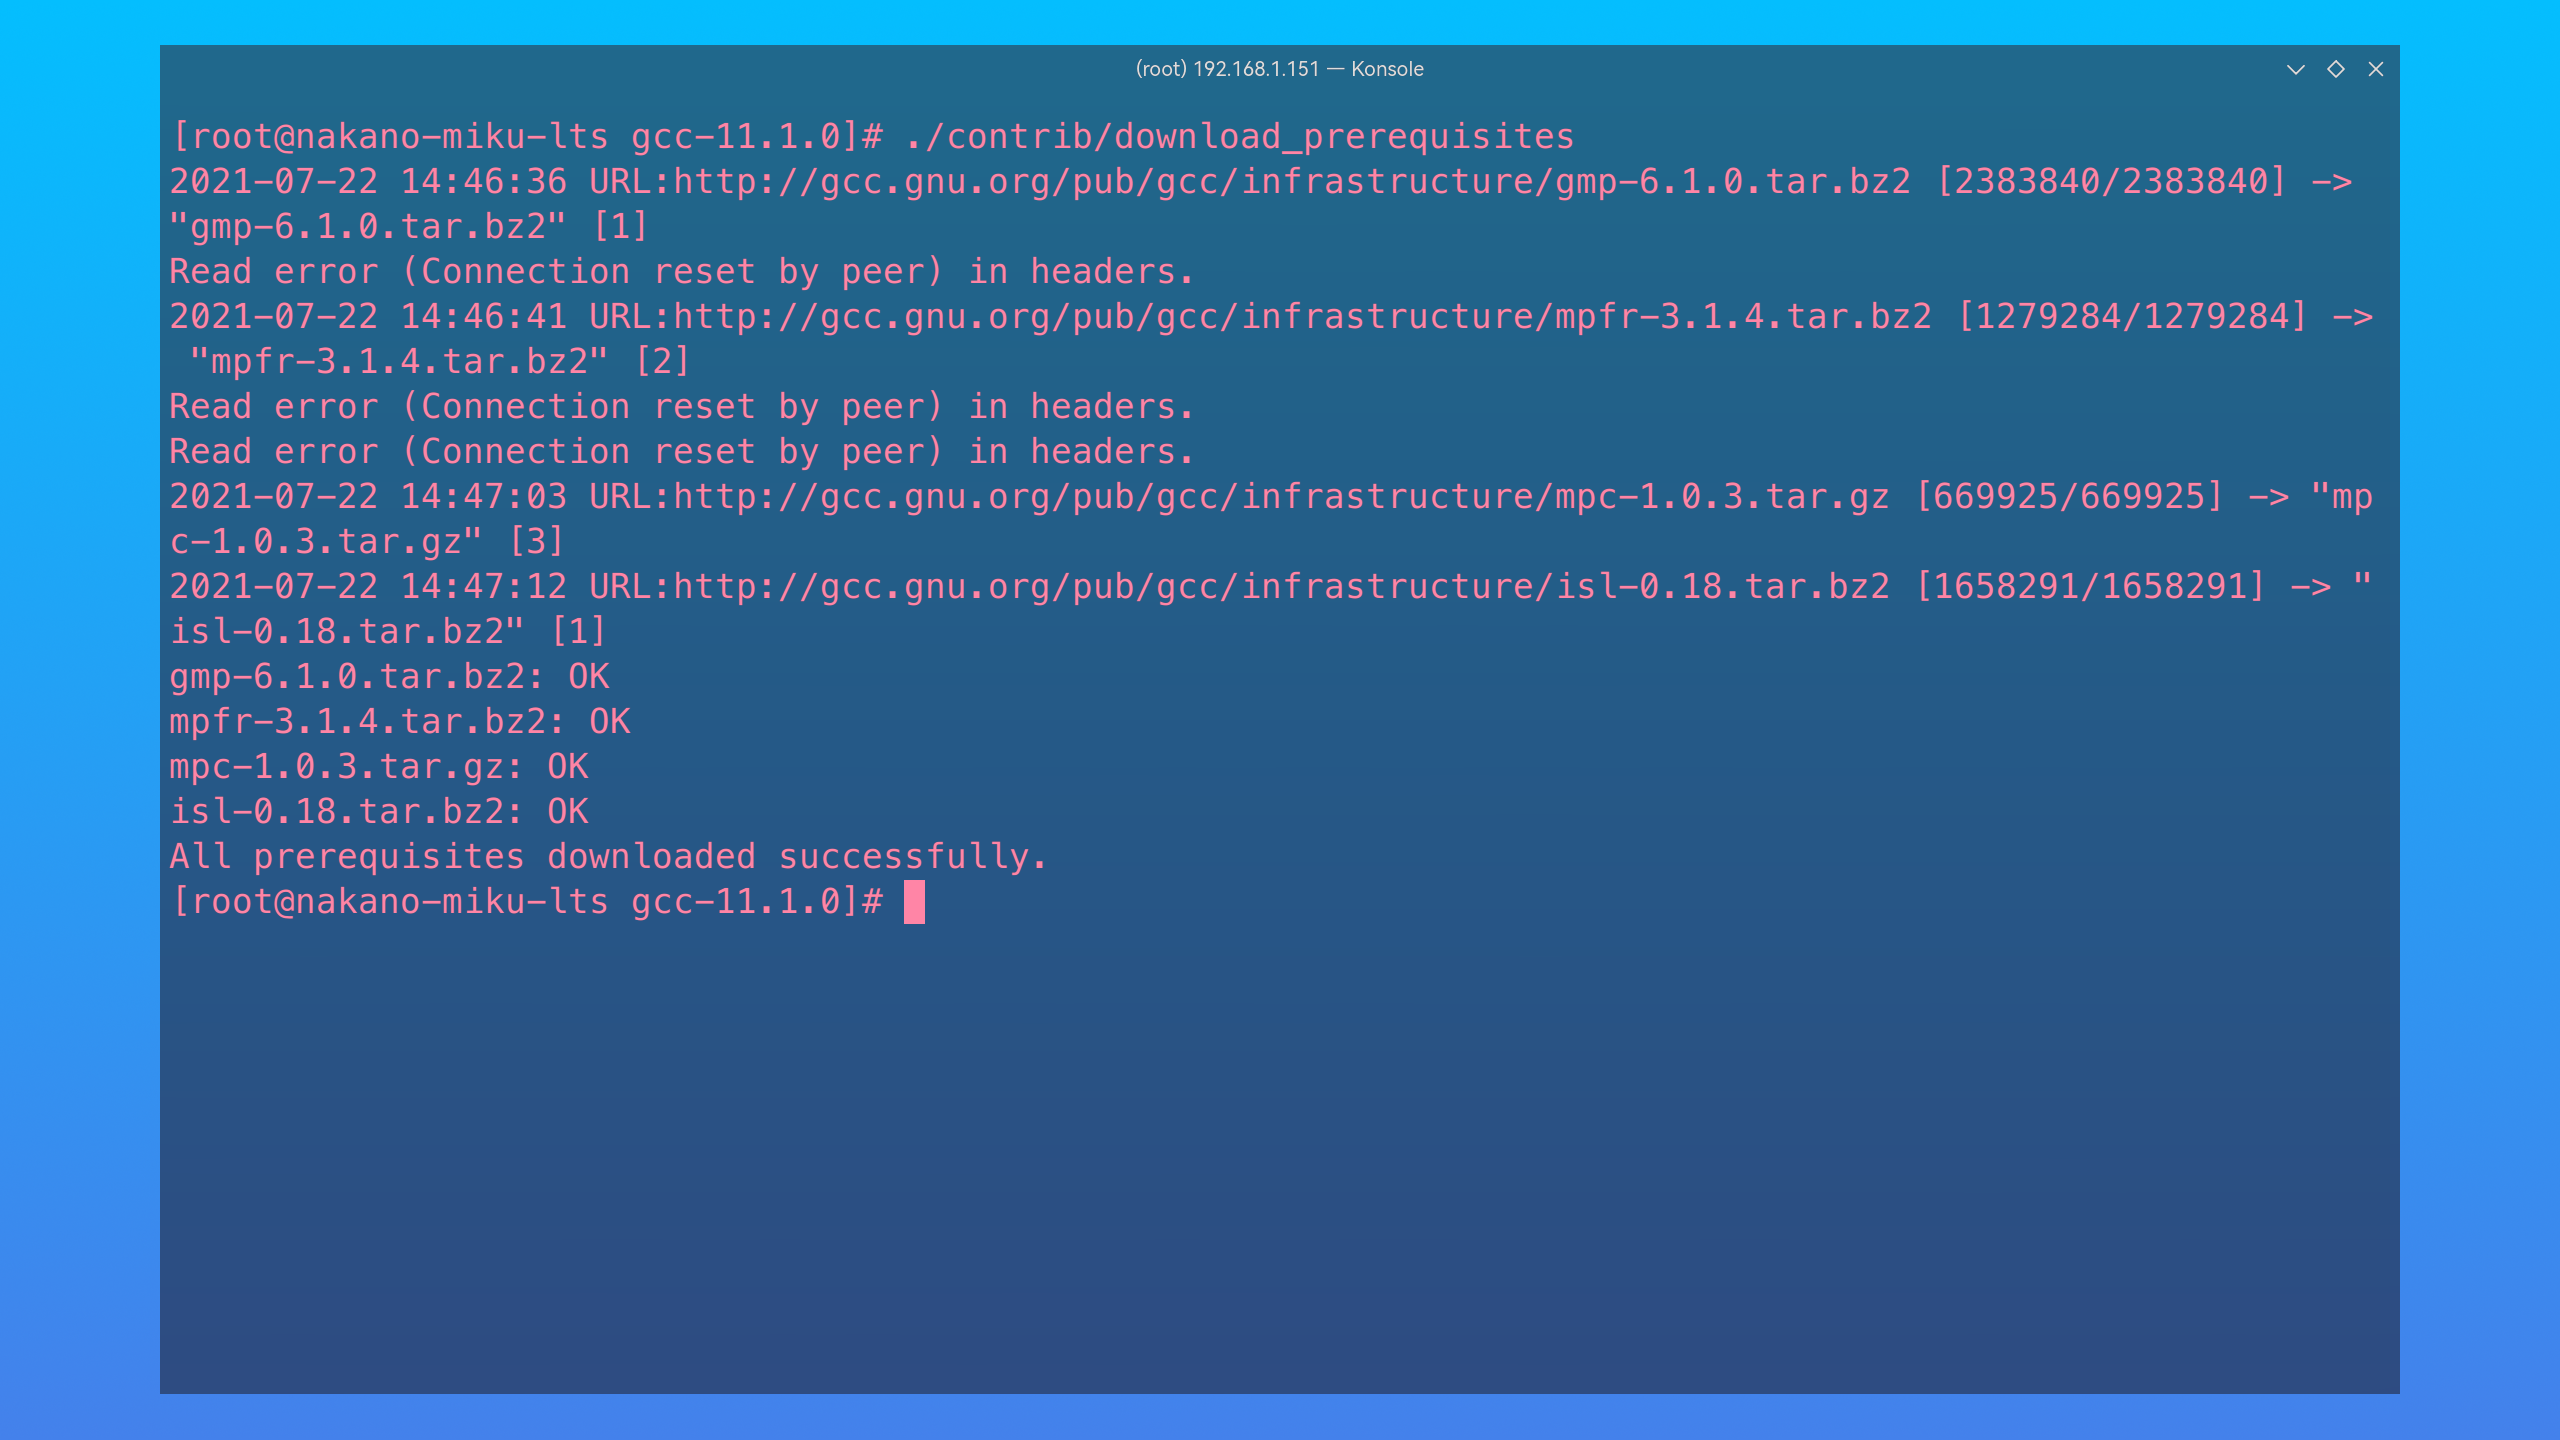 (root) 192.168.1.151 — Konsole
[root@nakano-miku-lts gcc-11.1.0]# ./contrib/download_prerequisites
2021-07-22 14:46:36 URL:http://gcc.gnu.org/pub/gcc/infrastructure/gmp-6.1.0.tar.bz2 [2383840/2383840] ->
"gmp-6.1.0.tar.bz2" [1]
Read error (Connection reset by peer) in headers.
2021-07-22 14:46:41 URL:http://gcc.gnu.org/pub/gcc/infrastructure/mpfr-3.1.4.tar.bz2 [1279284/1279284] ->
 "mpfr-3.1.4.tar.bz2" [2]
Read error (Connection reset by peer) in headers.
Read error (Connection reset by peer) in headers.
2021-07-22 14:47:03 URL:http://gcc.gnu.org/pub/gcc/infrastructure/mpc-1.0.3.tar.gz [669925/669925] -> "mp
c-1.0.3.tar.gz" [3]
2021-07-22 14:47:12 URL:http://gcc.gnu.org/pub/gcc/infrastructure/isl-0.18.tar.bz2 [1658291/1658291] -> "
isl-0.18.tar.bz2" [1]
gmp-6.1.0.tar.bz2: OK
mpfr-3.1.4.tar.bz2: OK
mpc-1.0.3.tar.gz: OK
isl-0.18.tar.bz2: OK
All prerequisites downloaded successfully.
[root@nakano-miku-lts gcc-11.1.0]#